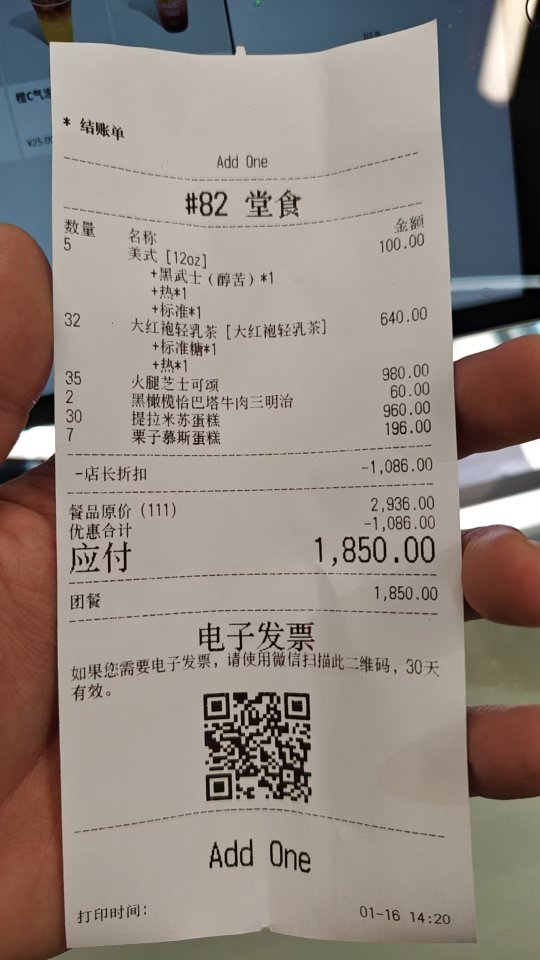 橙C气泡
¥25.00
* 结账单
Add One
#82 堂食
数量 名称 金额
5 美式 [12oz] 100.00
+黑武士（醇苦）*1
+热*1
+标准*1
32 大红袍轻乳茶 [大红袍轻乳茶] 640.00
+标准糖*1
+热*1
35 火腿芝士可颂 980.00
2 黑橄榄恰巴塔牛肉三明治 60.00
30 提拉米苏蛋糕 960.00
7 栗子慕斯蛋糕 196.00
-店长折扣 -1,086.00
餐品原价 (111) 2,936.00
优惠合计 -1,086.00
应付 1,850.00
团餐 1,850.00
电子发票
如果您需要电子发票，请使用微信扫描此二维码，30天
有效。
Add One
打印时间： 01-16 14:20